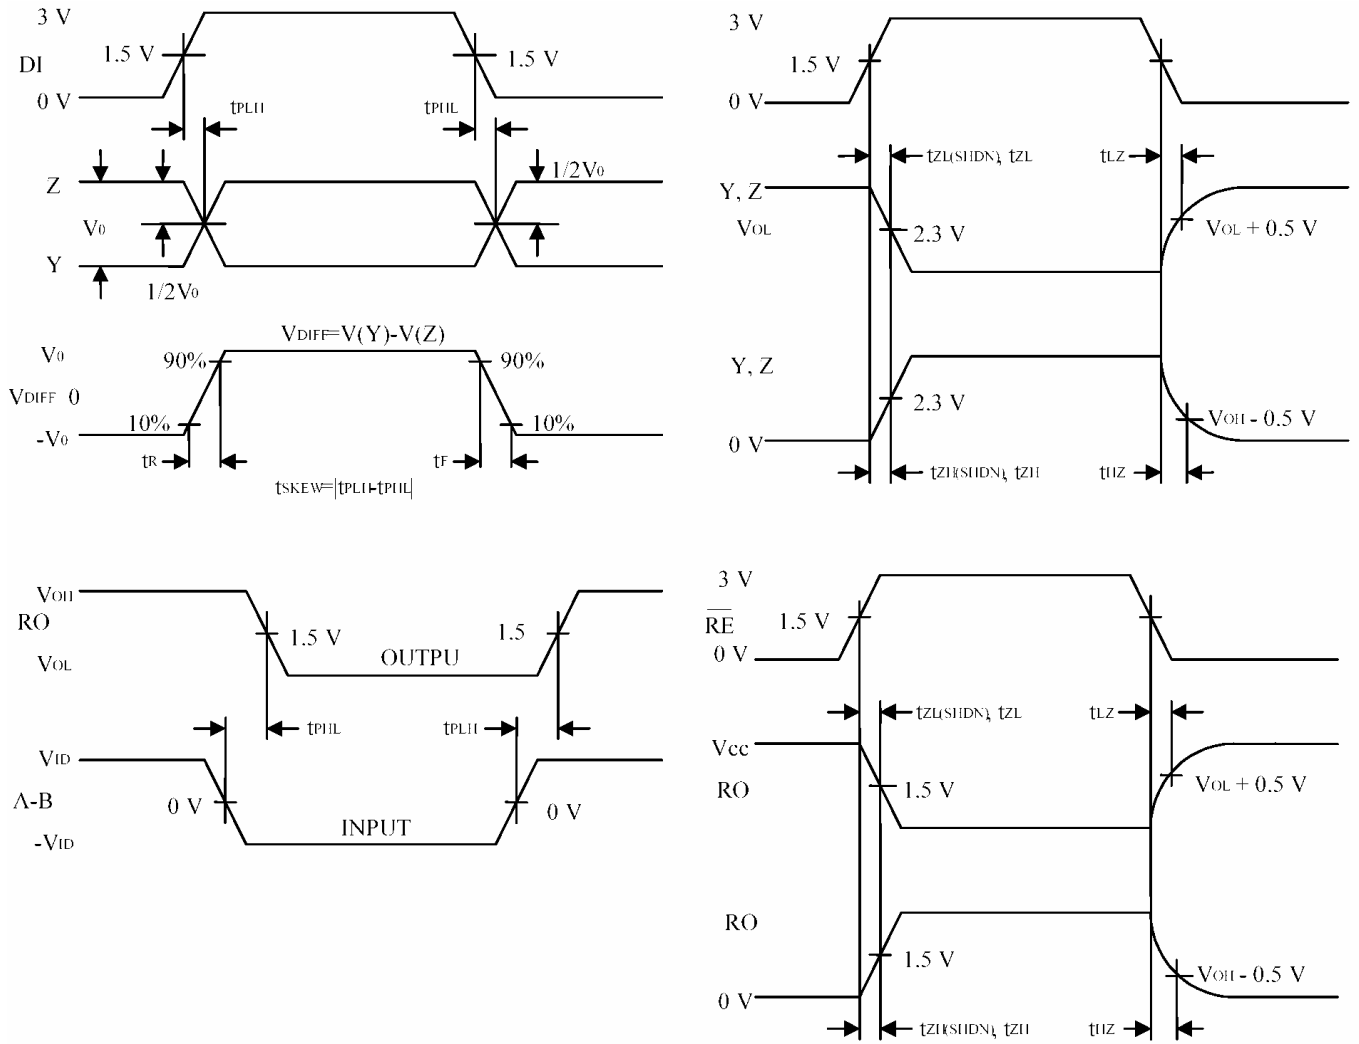 3 V
1.5 V
1.5 V
DI
0 V
tPLH
tPHL
Z
1/2V0
V0
Y
1/2V0
VDIFF=V(Y)-V(Z)
V0
90%
90%
VDIFF 0
10%
10%
-V0
tR
tF
tSKEW=|tPLH-tPHL|
3 V
1.5 V
0 V
tZL(SHDN), tZL
tLZ
Y, Z
VOL
2.3 V
VOL + 0.5 V
Y, Z
2.3 V
VOH - 0.5 V
0 V
tZH(SHDN), tZH
tHZ
VOH
RO
1.5 V
1.5
VOL
OUTPU
tPHL
tPLH
VID
A-B
0 V
0 V
INPUT
-VID
3 V
RE
1.5 V
0 V
tZL(SHDN), tZL
tLZ
Vcc
RO
1.5 V
VOL + 0.5 V
RO
1.5 V
VOH - 0.5 V
0 V
tZH(SHDN), tZH
tHZ